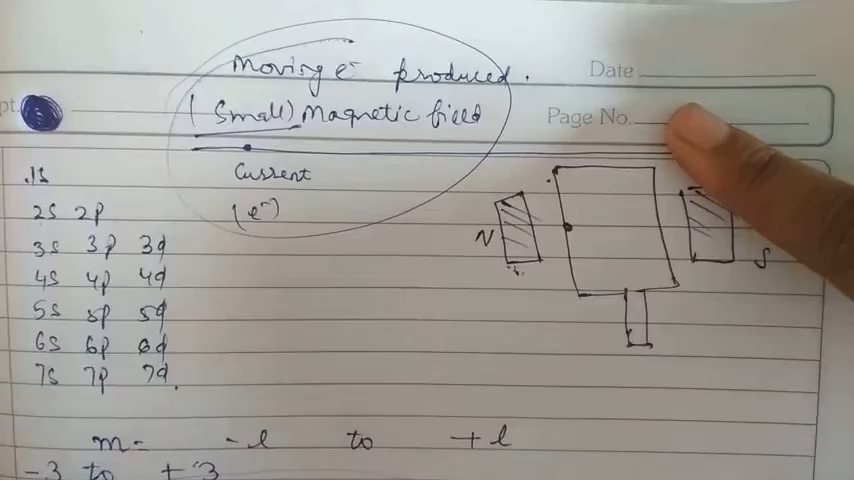 Moving e⁻ produced.
Date
(Small) Magnetic field
Page No.
pt.
Current
(e⁻)
1s
2s 2p
3s 3p 3d
4s 4p 4d
5s 5p 5d
6s 6p 6d
7s 7p 7d.
N
S
m = -l to +l
-3 to +3